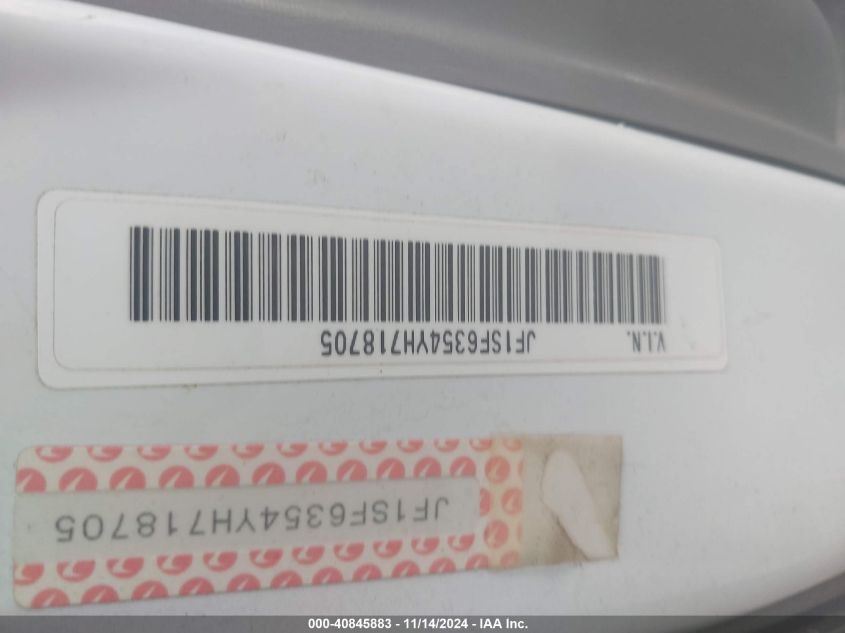 V.I.N. JF1SF6354YH718705
JF1SF6354YH718705
000-40845883 - 11/14/2024 - IAA Inc.